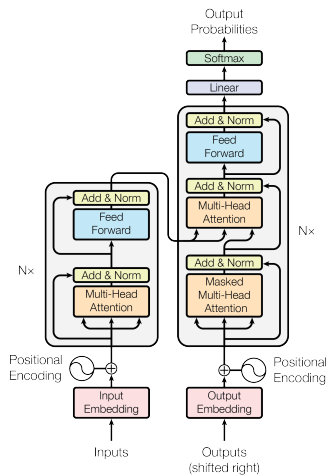 Output
Probabilities
Softmax
Linear
Add & Norm
Feed
Forward
Add & Norm
Multi-Head
Attention
Add & Norm
Masked
Multi-Head
Attention
N×
Positional
Encoding
Output
Embedding
Outputs
(shifted right)
Add & Norm
Feed
Forward
N×
Add & Norm
Multi-Head
Attention
Positional
Encoding
Input
Embedding
Inputs